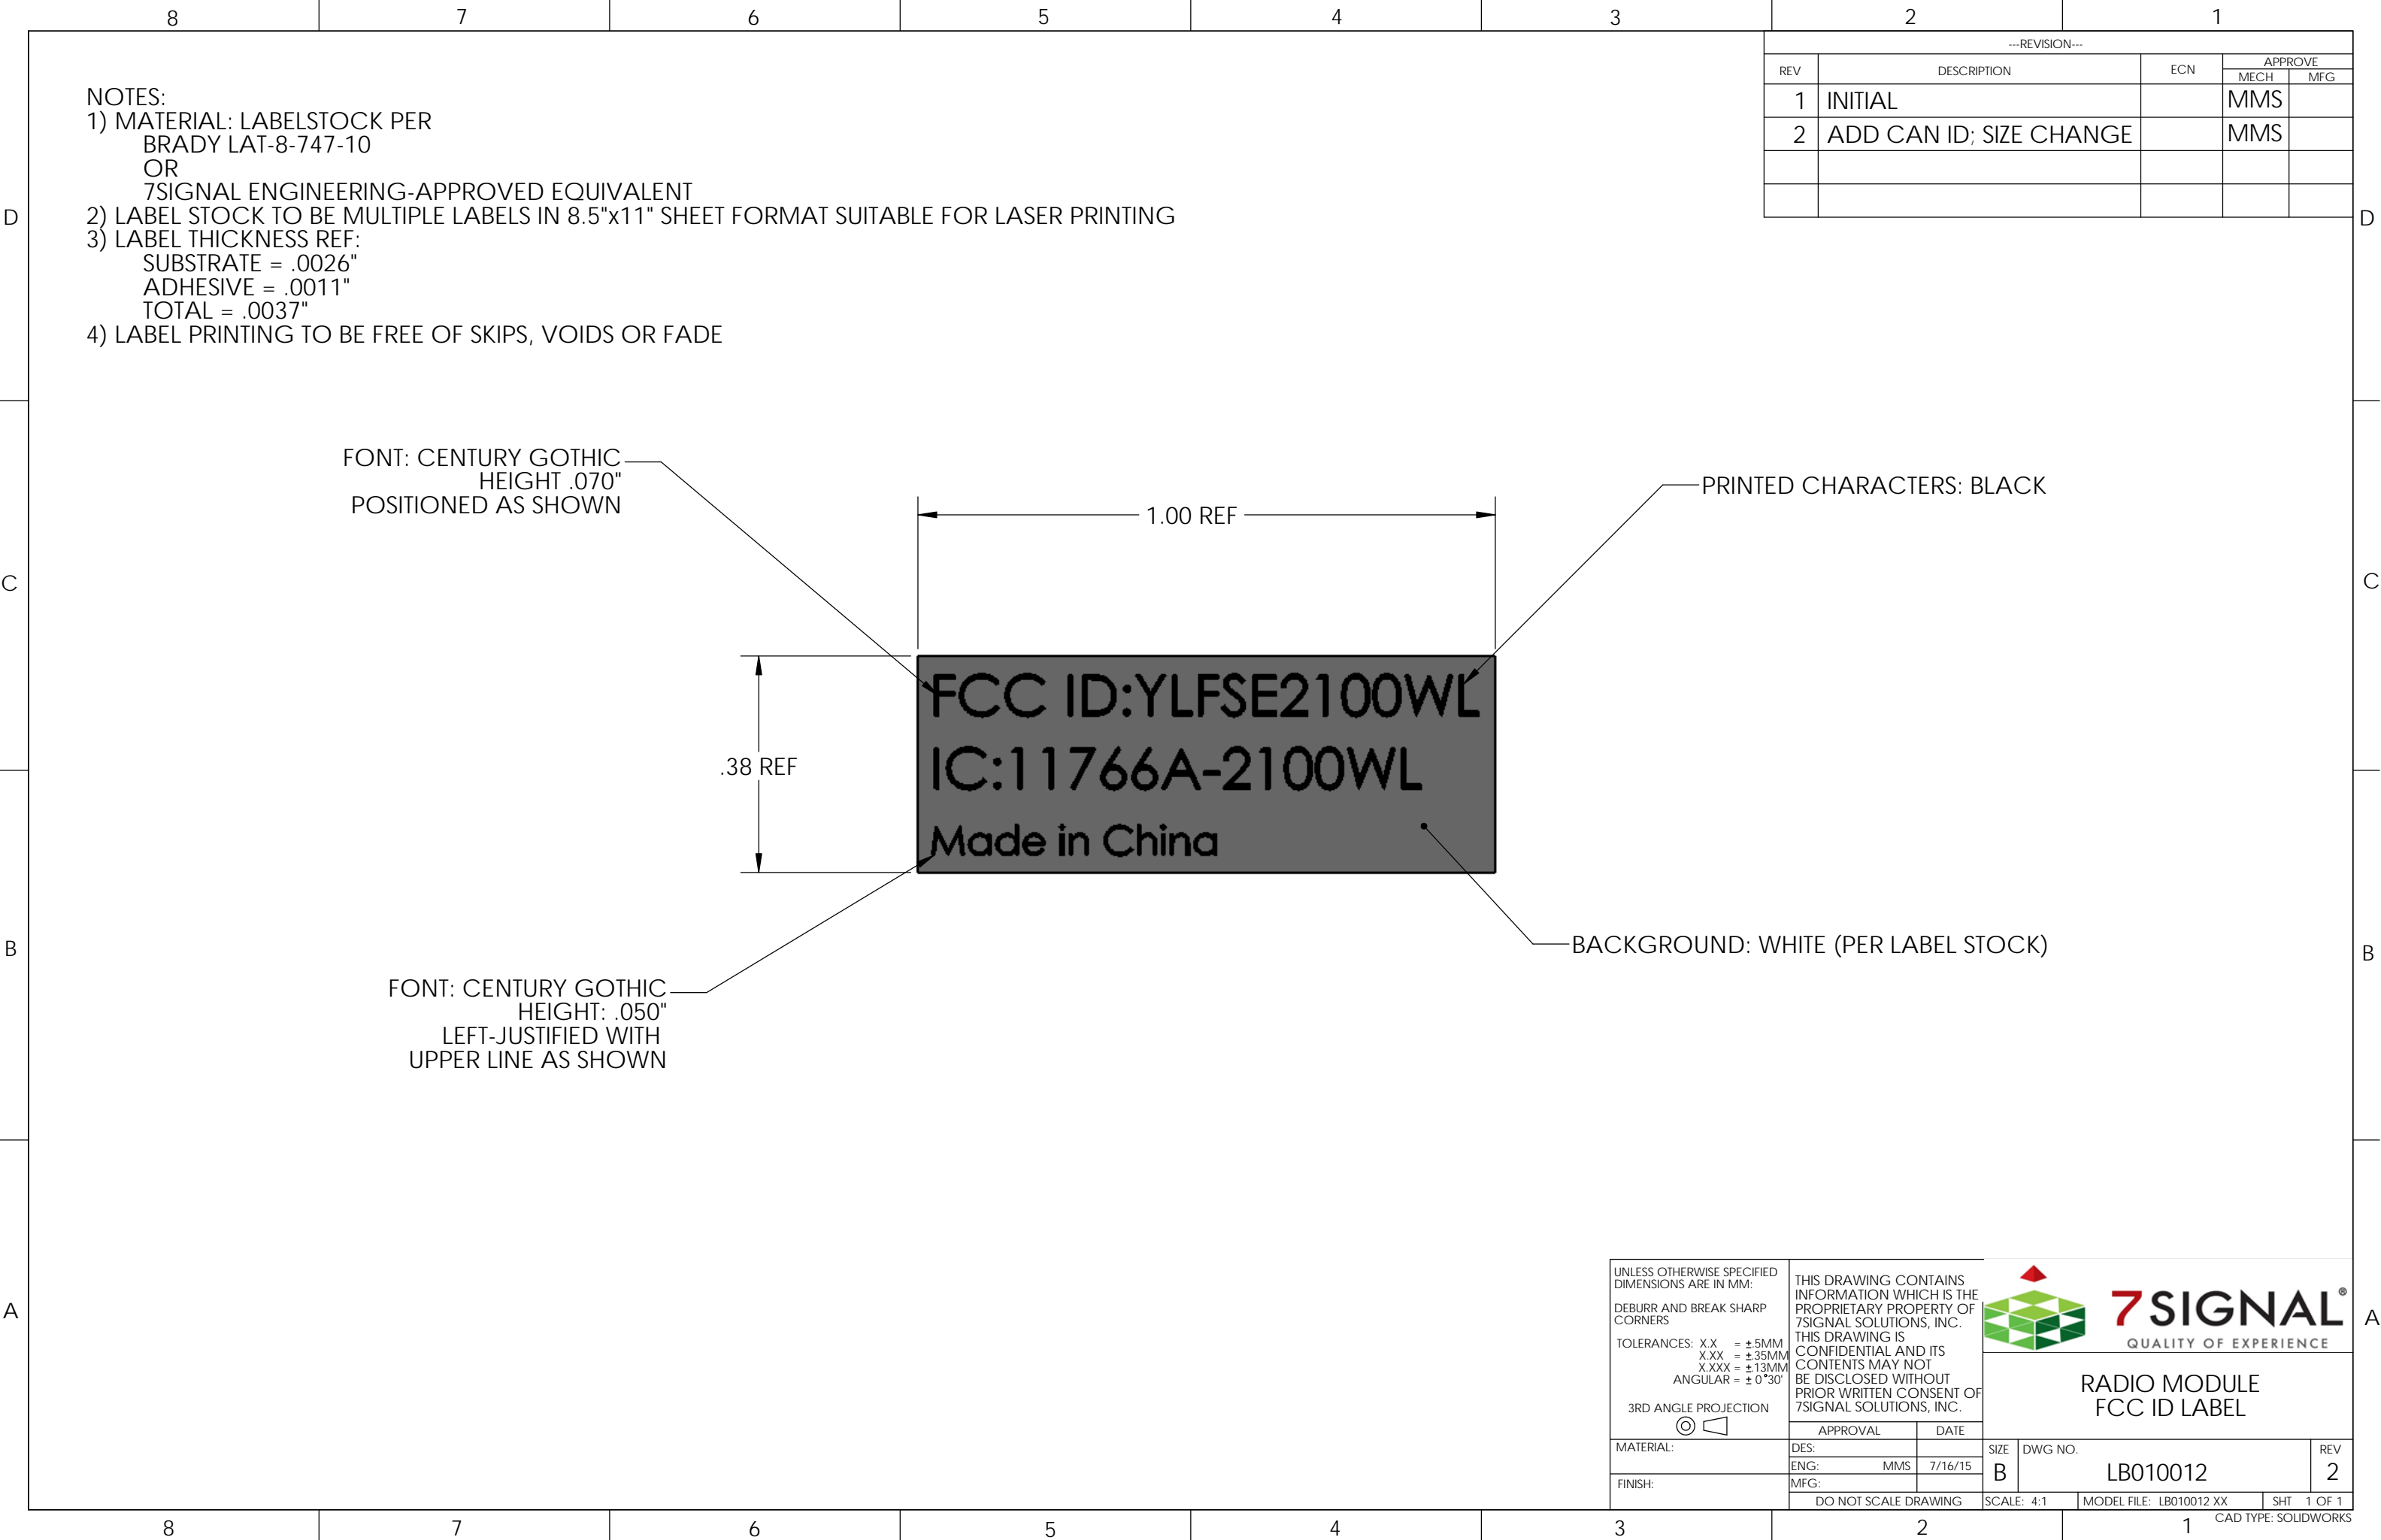 8 7 6 5 4 3 2 1
---REVISION---
REV DESCRIPTION ECN APPROVE
MECH MFG
1 INITIAL MMS
2 ADD CAN ID; SIZE CHANGE MMS
NOTES:
1) MATERIAL: LABELSTOCK PER
BRADY LAT-8-747-10
OR
7SIGNAL ENGINEERING-APPROVED EQUIVALENT
2) LABEL STOCK TO BE MULTIPLE LABELS IN 8.5"x11" SHEET FORMAT SUITABLE FOR LASER PRINTING
3) LABEL THICKNESS REF:
SUBSTRATE = .0026"
ADHESIVE = .0011"
TOTAL = .0037"
4) LABEL PRINTING TO BE FREE OF SKIPS, VOIDS OR FADE
D D
FONT: CENTURY GOTHIC
HEIGHT .070"
POSITIONED AS SHOWN
PRINTED CHARACTERS: BLACK
1.00 REF
C C
FCC ID:YLFSE2100WL
IC:11766A-2100WL
Made in China
.38 REF
BACKGROUND: WHITE (PER LABEL STOCK)
B B
FONT: CENTURY GOTHIC
HEIGHT: .050"
LEFT-JUSTIFIED WITH
UPPER LINE AS SHOWN
A A
UNLESS OTHERWISE SPECIFIED
DIMENSIONS ARE IN MM:
DEBURR AND BREAK SHARP
CORNERS
TOLERANCES: X.X = ±.5MM
X.XX = ±.35MM
X.XXX = ±.13MM
ANGULAR = ± 0°30'
3RD ANGLE PROJECTION
MATERIAL:
FINISH:
THIS DRAWING CONTAINS
INFORMATION WHICH IS THE
PROPRIETARY PROPERTY OF
7SIGNAL SOLUTIONS, INC.
THIS DRAWING IS
CONFIDENTIAL AND ITS
CONTENTS MAY NOT
BE DISCLOSED WITHOUT
PRIOR WRITTEN CONSENT OF
7SIGNAL SOLUTIONS, INC.
APPROVAL DATE
DES:
ENG: MMS 7/16/15
MFG:
DO NOT SCALE DRAWING
7SIGNAL®
QUALITY OF EXPERIENCE
RADIO MODULE
FCC ID LABEL
SIZE DWG NO. REV
B LB010012 2
SCALE: 4:1 MODEL FILE: LB010012 XX SHT 1 OF 1
CAD TYPE: SOLIDWORKS
8 7 6 5 4 3 2 1